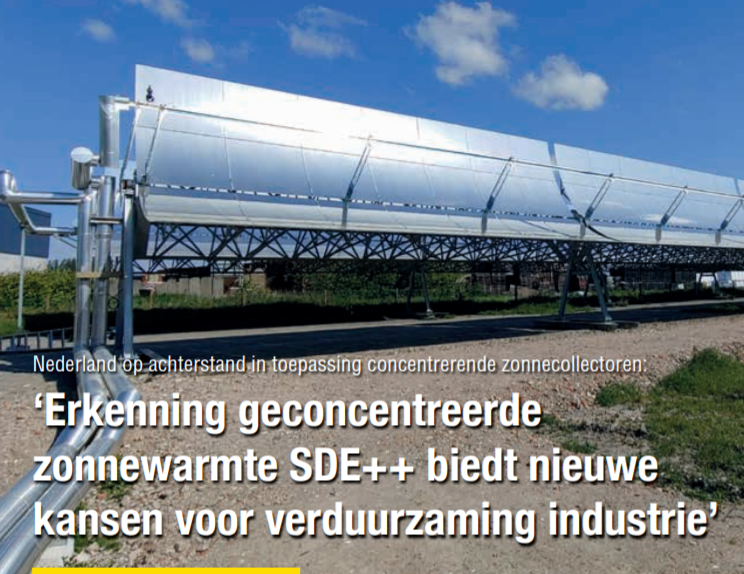 Nederland op achterstand in toepassing concentrerende zonnecollectoren:
‘Erkenning geconcentreerde
zonnewarmte SDE++ biedt nieuwe
kansen voor verduurzaming industrie’